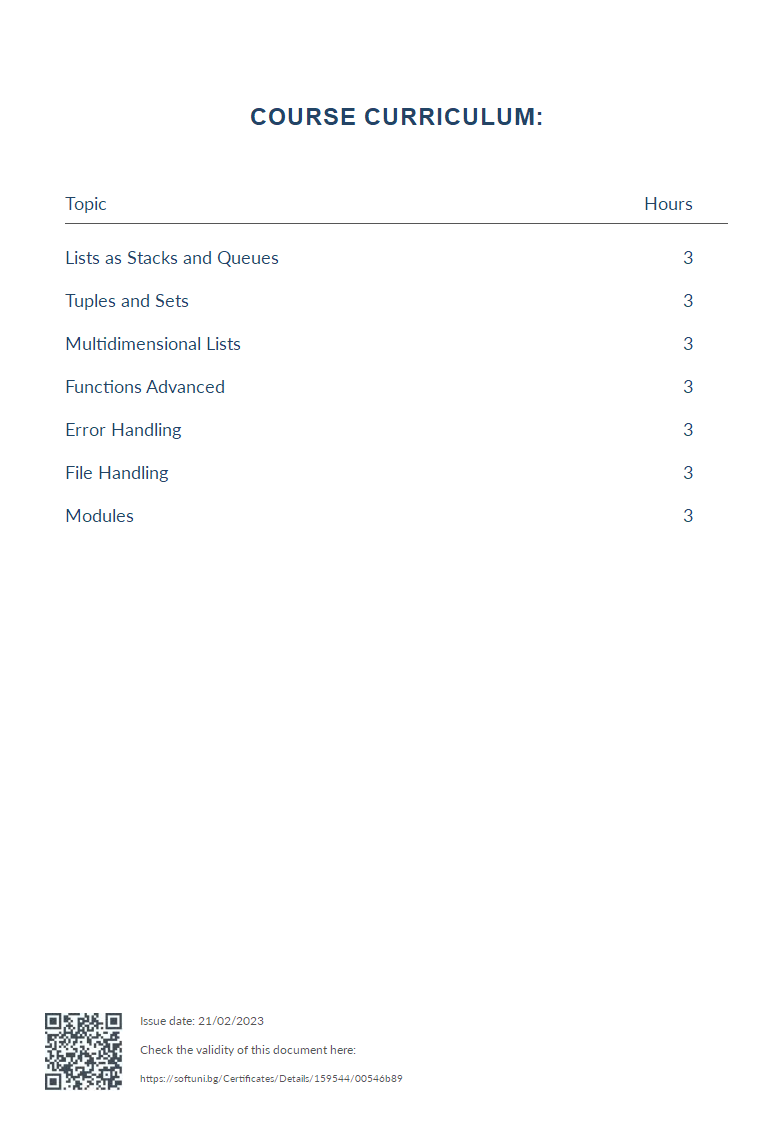 COURSE CURRICULUM:
Topic Hours
Lists as Stacks and Queues 3
Tuples and Sets 3
Multidimensional Lists 3
Functions Advanced 3
Error Handling 3
File Handling 3
Modules 3
Issue date: 21/02/2023
Check the validity of this document here:
https://softuni.bg/Certificates/Details/159544/00546b89